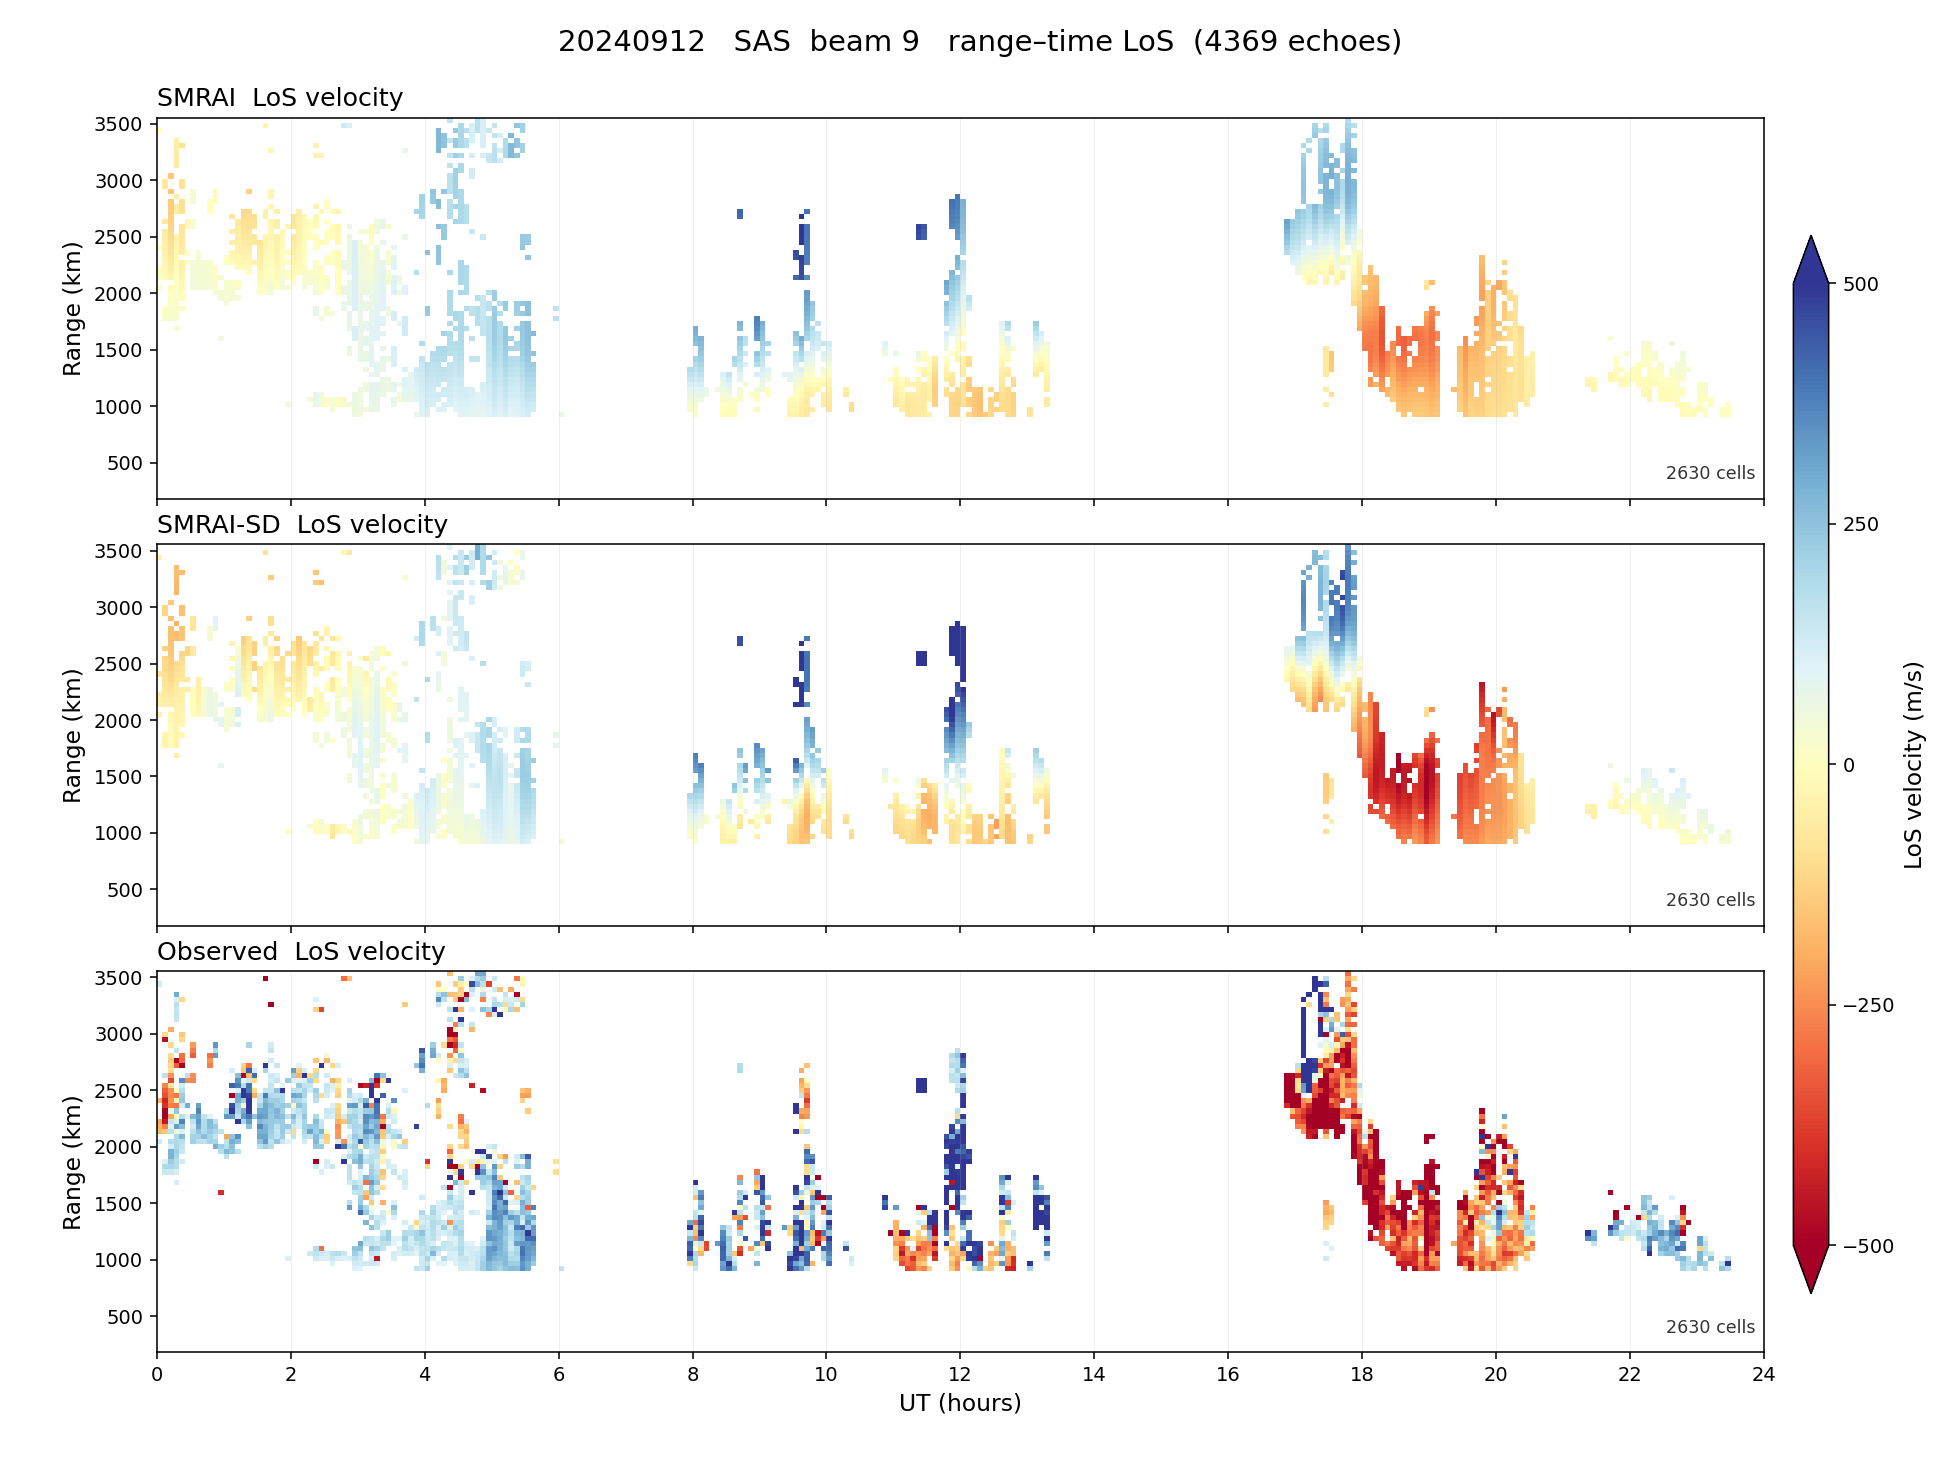 20240912   SAS  beam 9   range–time LoS  (4369 echoes)
SMRAI  LoS velocity
3500
3000
2500
2000
1500
1000
500
Range (km)
2630 cells
SMRAI-SD  LoS velocity
3500
3000
2500
2000
1500
1000
500
Range (km)
2630 cells
Observed  LoS velocity
3500
3000
2500
2000
1500
1000
500
Range (km)
2630 cells
0 2 4 6 8 10 12 14 16 18 20 22 24
UT (hours)
500
250
0
−250
−500
LoS velocity (m/s)